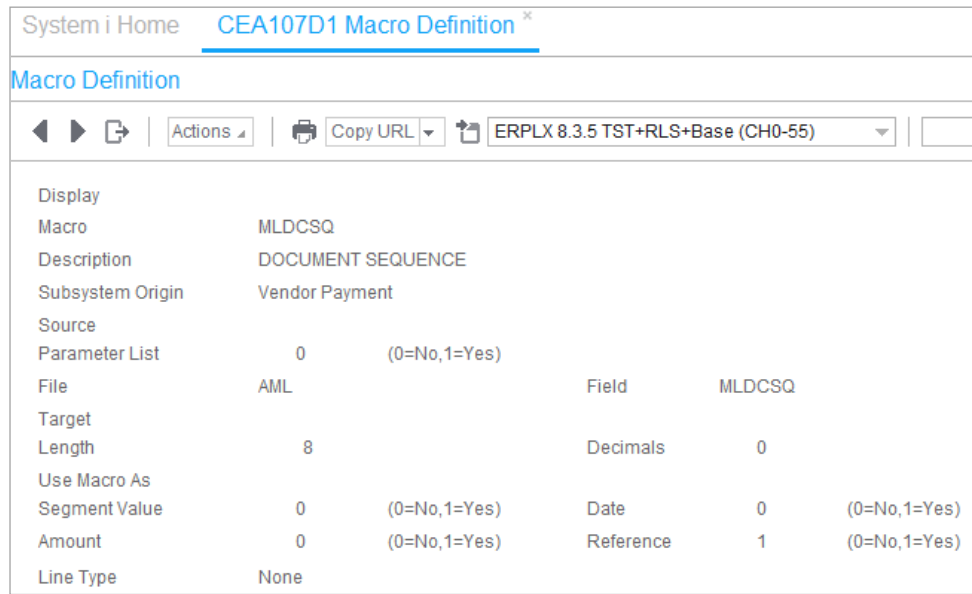 System i Home CEA107D1 Macro Definition ×
Macro Definition
Actions Copy URL ERPLX 8.3.5 TST+RLS+Base (CH0-55)
Display
Macro MLDCSQ
Description DOCUMENT SEQUENCE
Subsystem Origin Vendor Payment
Source
Parameter List 0 (0=No,1=Yes)
File AML Field MLDCSQ
Target
Length 8 Decimals 0
Use Macro As
Segment Value 0 (0=No,1=Yes) Date 0 (0=No,1=Yes)
Amount 0 (0=No,1=Yes) Reference 1 (0=No,1=Yes)
Line Type None